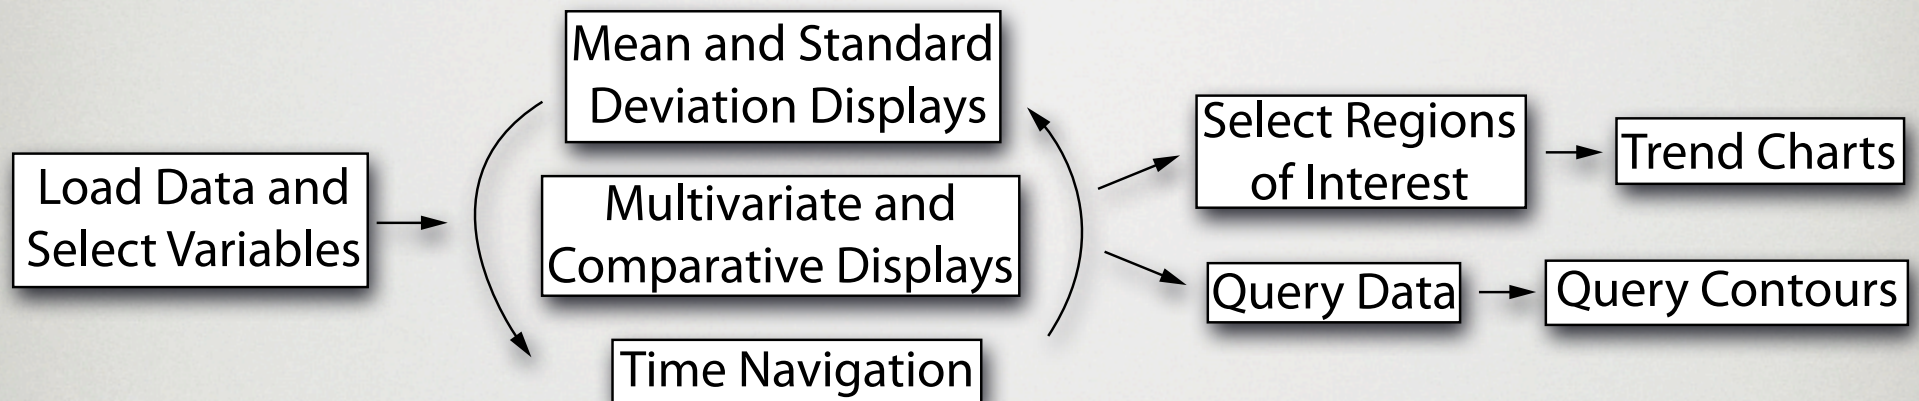 Load Data and
Select Variables
Mean and Standard
Deviation Displays
Multivariate and
Comparative Displays
Time Navigation
Select Regions
of Interest
Trend Charts
Query Data
Query Contours